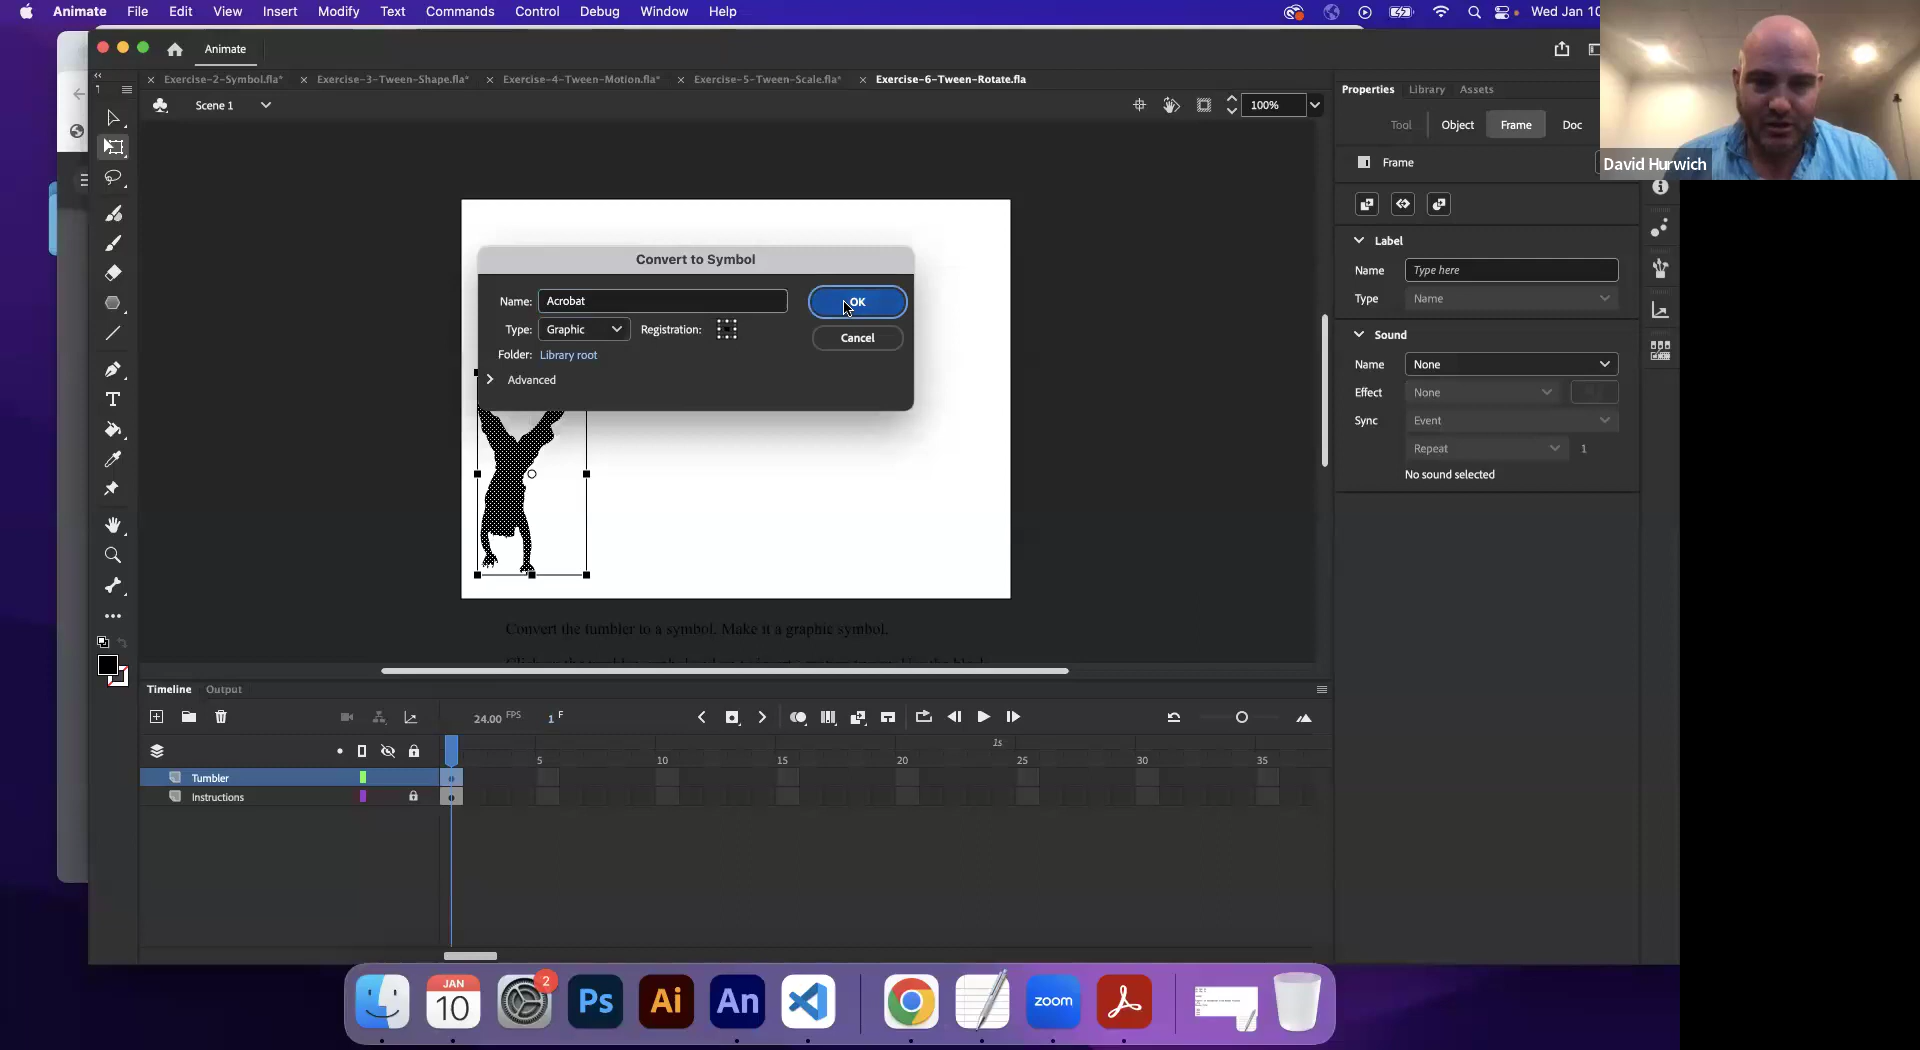 Animate File Edit View Insert Modify Text Commands Control Debug Window Help Wed Jan 10
Animate
Exercise-2-Symbol.fla* Exercise-3-Tween-Shape.fla* Exercise-4-Tween-Motion.fla* Exercise-5-Tween-Scale.fla* Exercise-6-Tween-Rotate.fla
Scene 1 100%
Properties Library Assets
Tool Object Frame Doc
Frame
David Hurwich
Label
Name Type here
Type Name
Sound
Name None
Effect None
Sync Event
Repeat 1
No sound selected
Convert to Symbol
Name: Acrobat OK
Type: Graphic Registration: Cancel
Folder: Library root
Advanced
Convert the tumbler to a symbol. Make it a graphic symbol.
Timeline Output
24.00 FPS 1 F
1s
5 10 15 20 25 30 35
Tumbler
Instructions
JAN
10
2
Ps Ai An zoom